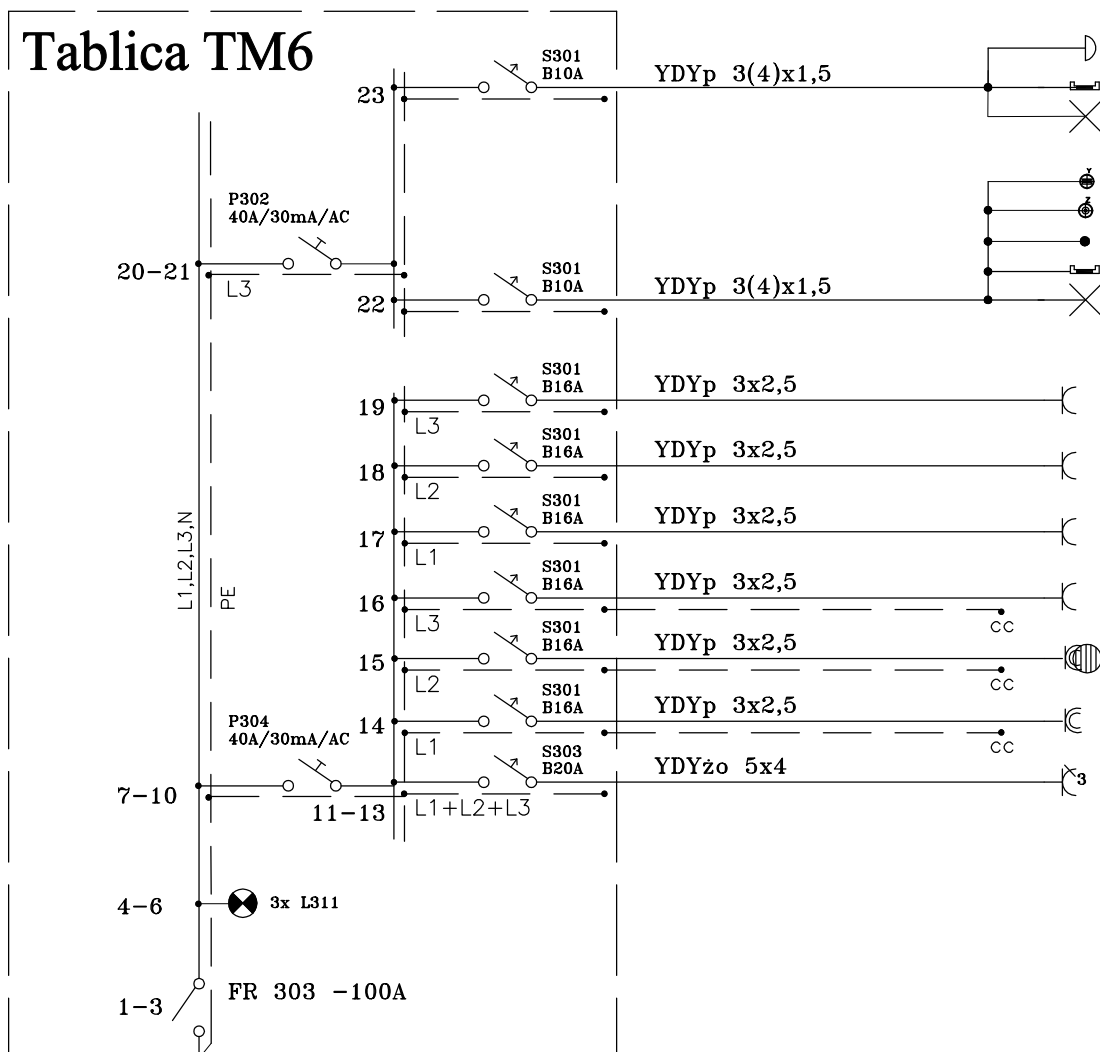 Tablica TM6
S301
B10A
YDYp 3(4)x1,5
23
P302
40A/30mA/AC
20-21
L3
Y
Z
S301
B10A
YDYp 3(4)x1,5
22
S301
B16A
YDYp 3x2,5
19
L3
S301
B16A
YDYp 3x2,5
18
L2
S301
B16A
YDYp 3x2,5
17
L1
L1,L2,L3,N
PE
S301
B16A
YDYp 3x2,5
16
L3
CC
S301
B16A
YDYp 3x2,5
15
L2
CC
S301
B16A
YDYp 3x2,5
14
L1
CC
P304
40A/30mA/AC
S303
B20A
YDYżo 5x4
3
7-10
11-13
L1+L2+L3
4-6
3x L311
1-3
FR 303 -100A